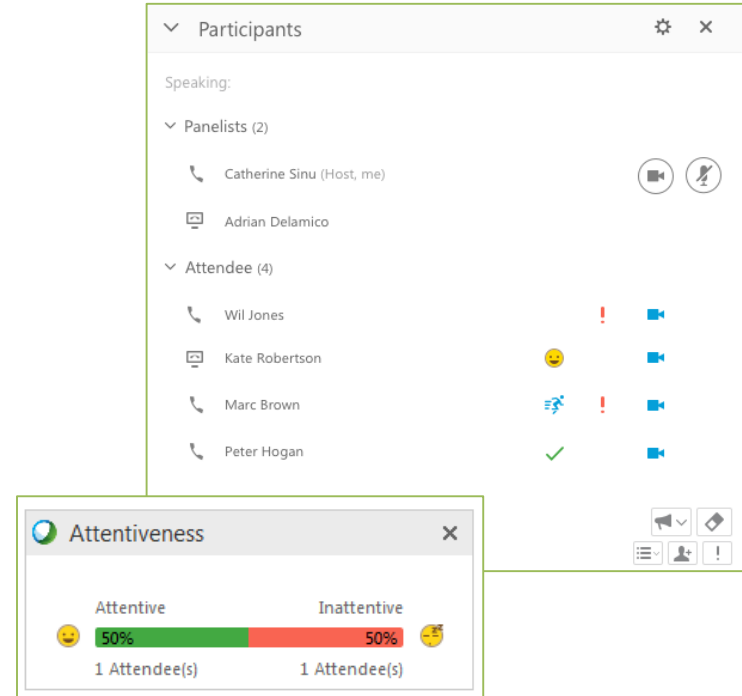 Participants
Speaking:
Panelists (2)
Catherine Sinu (Host, me)
Adrian Delamico
Attendee (4)
Wil Jones
Kate Robertson
Marc Brown
Peter Hogan
Attentiveness
Attentive Inattentive
50% 50%
1 Attendee(s) 1 Attendee(s)